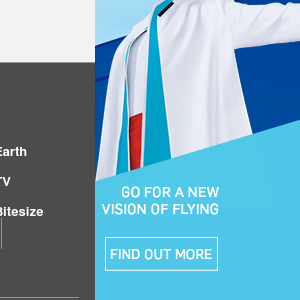 Earth
TV
Bitesize
GO FOR A NEW
VISION OF FLYING
FIND OUT MORE